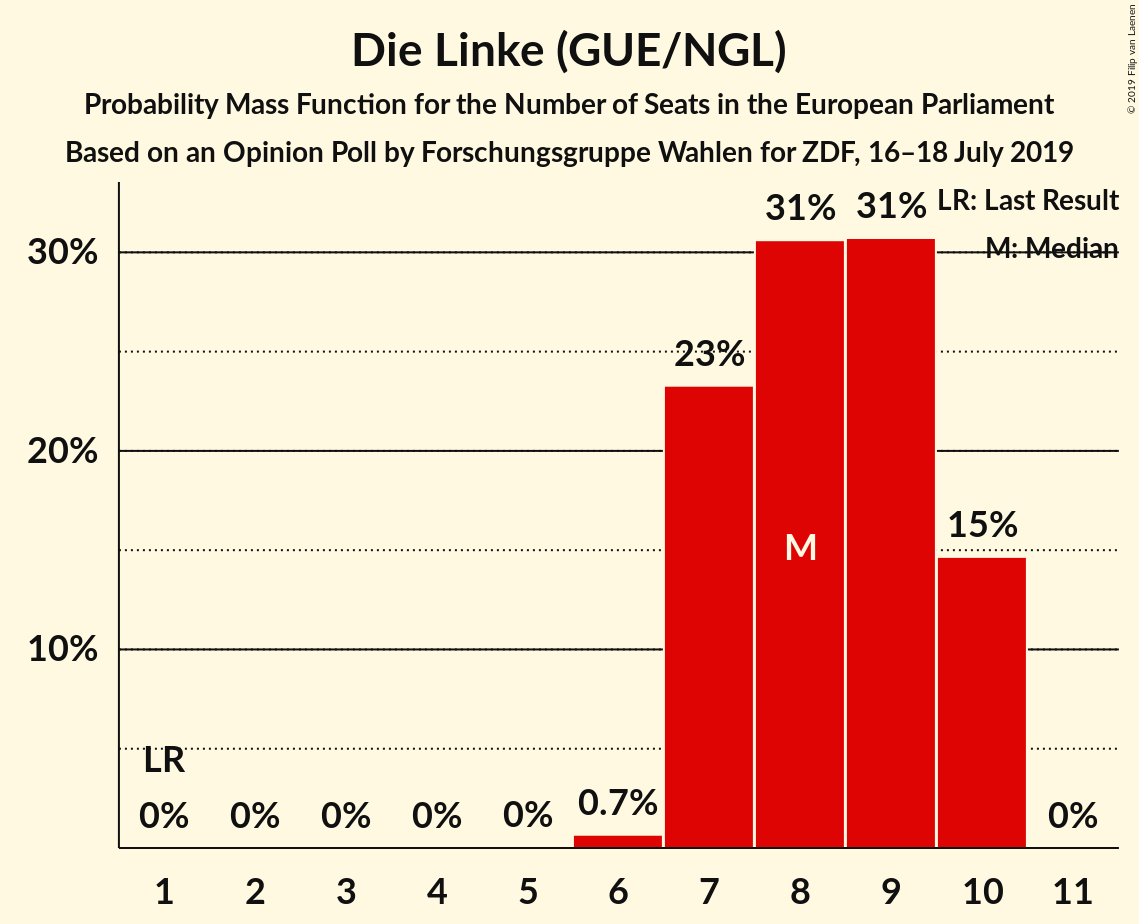 Die Linke (GUE/NGL)
Probability Mass Function for the Number of Seats in the European Parliament
Based on an Opinion Poll by Forschungsgruppe Wahlen for ZDF, 16–18 July 2019
© 2019 Filip van Laenen
LR: Last Result
M: Median
31%
31%
30%
23%
20%
15%
M
10%
LR
0%
0%
0%
0%
0%
0.7%
0%
1 2 3 4 5 6 7 8 9 10 11